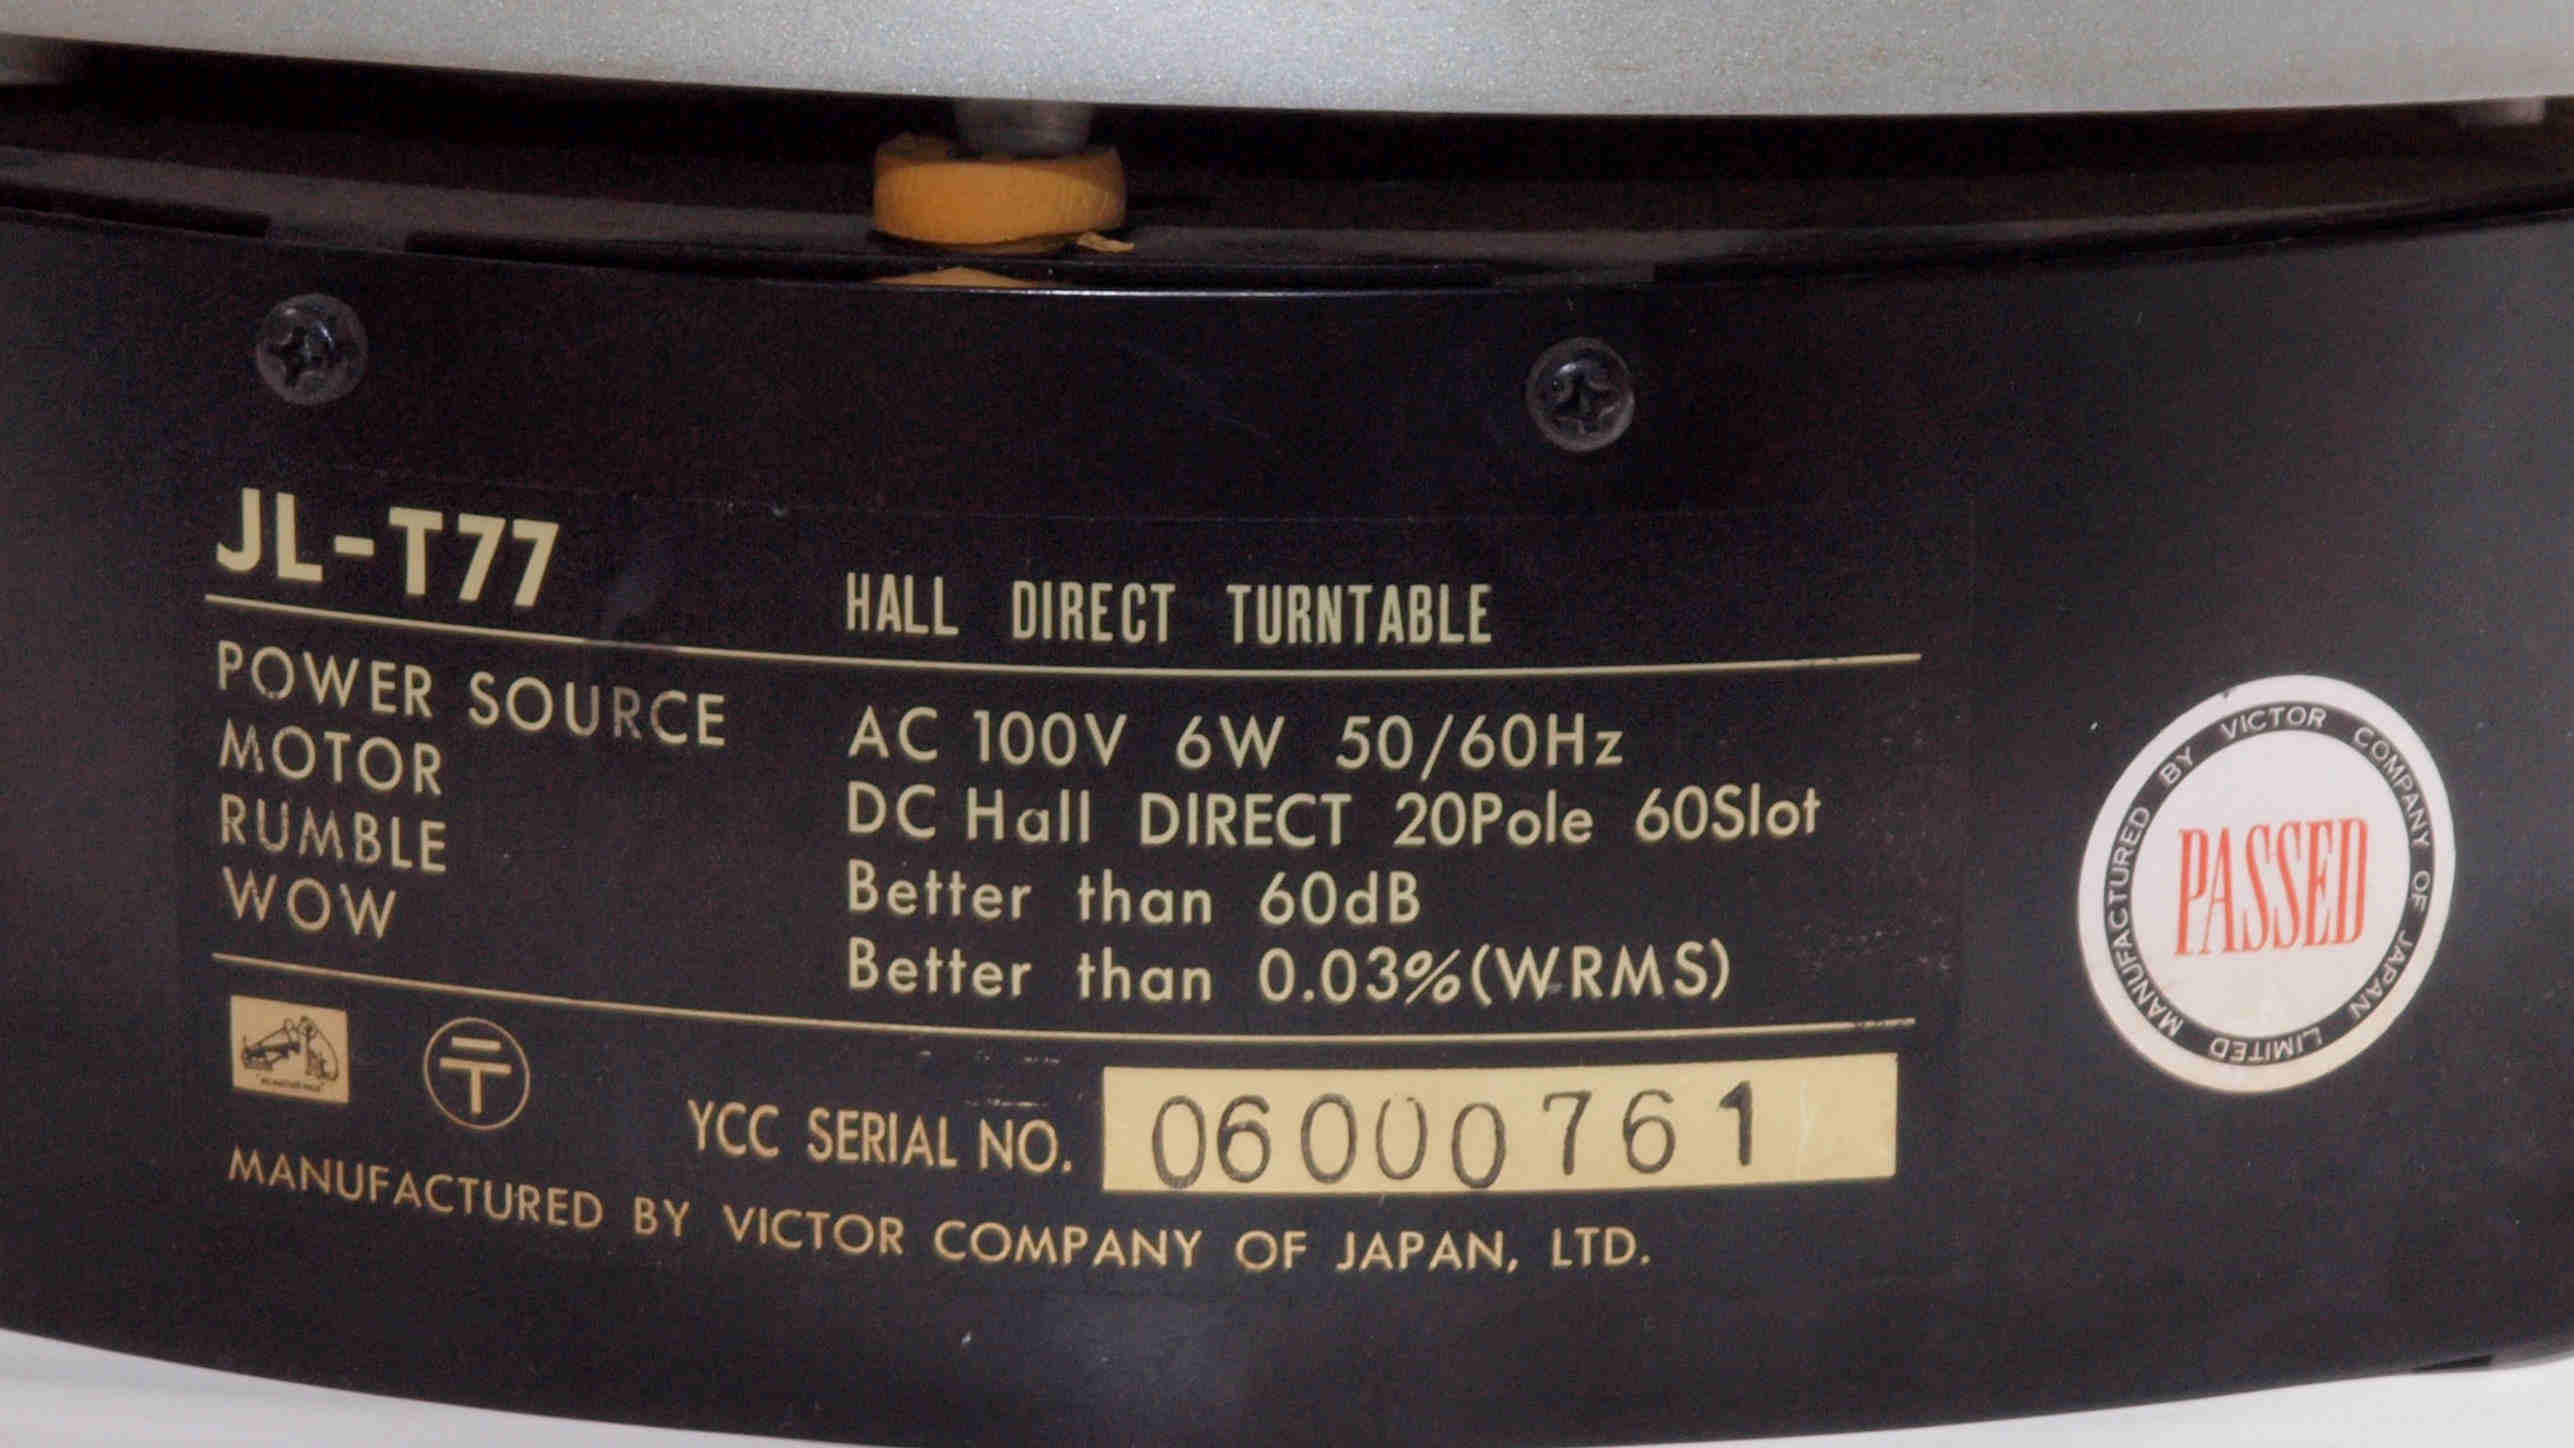 JL-T77 HALL DIRECT TURNTABLE
POWER SOURCE AC 100V 6W 50/60Hz
MOTOR DC Hall DIRECT 20Pole 60Slot
RUMBLE Better than 60dB
WOW Better than 0.03%(W.R.M.S)
〒
YCC SERIAL NO. 06000761
MANUFACTURED BY VICTOR COMPANY OF JAPAN, LTD.
MANUFACTURED BY VICTOR COMPANY OF JAPAN LIMITED
PASSED